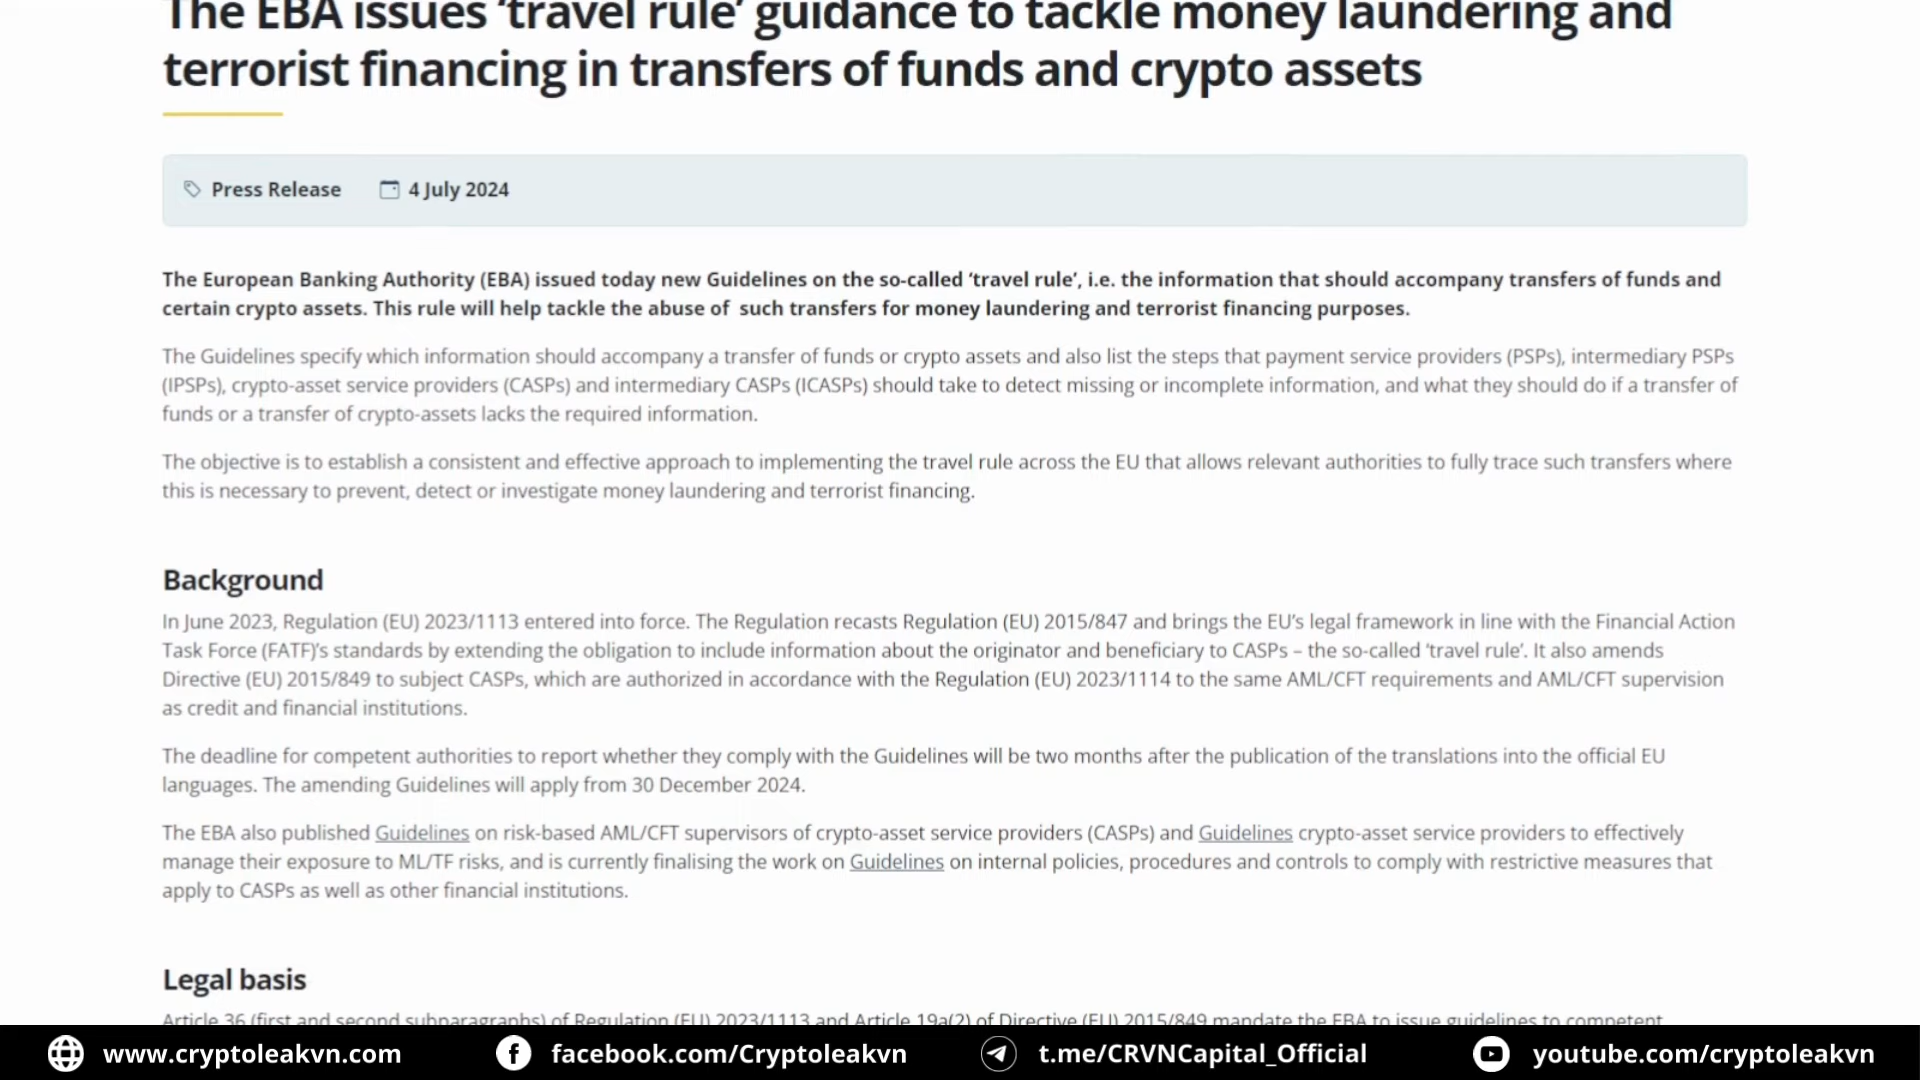 The EBA issues ‘travel rule’ guidance to tackle money laundering and
terrorist financing in transfers of funds and crypto assets
Press Release 4 July 2024
The European Banking Authority (EBA) issued today new Guidelines on the so-called ‘travel rule’, i.e. the information that should accompany transfers of funds and
certain crypto assets. This rule will help tackle the abuse of  such transfers for money laundering and terrorist financing purposes.
The Guidelines specify which information should accompany a transfer of funds or crypto assets and also list the steps that payment service providers (PSPs), intermediary PSPs
(IPSPs), crypto-asset service providers (CASPs) and intermediary CASPs (ICASPs) should take to detect missing or incomplete information, and what they should do if a transfer of
funds or a transfer of crypto-assets lacks the required information.
The objective is to establish a consistent and effective approach to implementing the travel rule across the EU that allows relevant authorities to fully trace such transfers where
this is necessary to prevent, detect or investigate money laundering and terrorist financing.
Background
In June 2023, Regulation (EU) 2023/1113 entered into force. The Regulation recasts Regulation (EU) 2015/847 and brings the EU’s legal framework in line with the Financial Action
Task Force (FATF)’s standards by extending the obligation to include information about the originator and beneficiary to CASPs – the so-called ‘travel rule’. It also amends
Directive (EU) 2015/849 to subject CASPs, which are authorized in accordance with the Regulation (EU) 2023/1114 to the same AML/CFT requirements and AML/CFT supervision
as credit and financial institutions.
The deadline for competent authorities to report whether they comply with the Guidelines will be two months after the publication of the translations into the official EU
languages. The amending Guidelines will apply from 30 December 2024.
The EBA also published Guidelines on risk-based AML/CFT supervisors of crypto-asset service providers (CASPs) and Guidelines crypto-asset service providers to effectively
manage their exposure to ML/TF risks, and is currently finalising the work on Guidelines on internal policies, procedures and controls to comply with restrictive measures that
apply to CASPs as well as other financial institutions.
Legal basis
Article 36 (first and second subparagraphs) of Regulation (EU) 2023/1113 and Article 19a(2) of Directive (EU) 2015/849 mandate the EBA to issue guidelines to competent
www.cryptoleakvn.com facebook.com/Cryptoleakvn t.me/CRVNCapital_Official youtube.com/cryptoleakvn